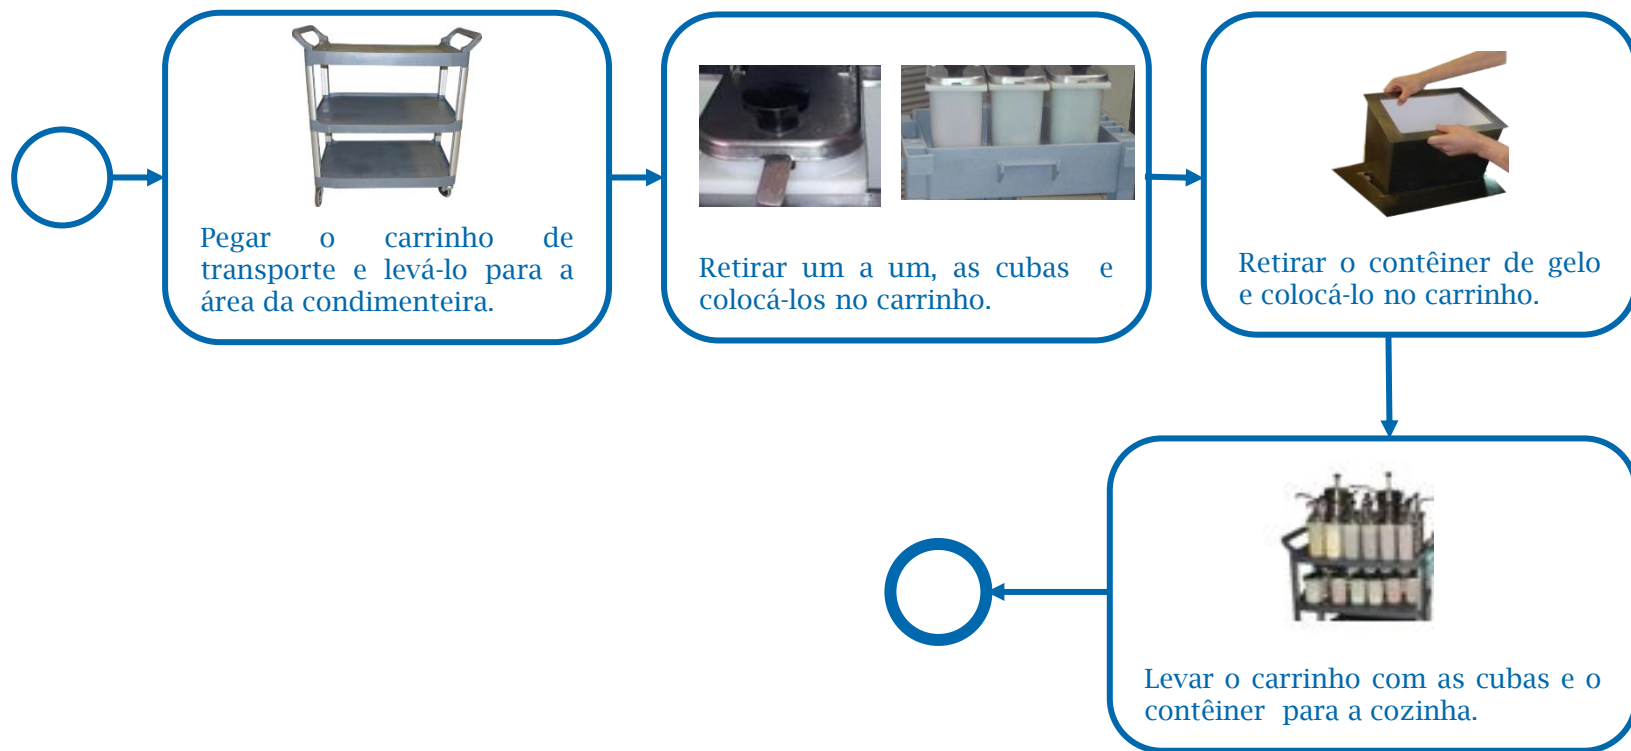 Pegar o carrinho de
transporte e levá-lo para a
área da condimenteira.
Retirar um a um, as cubas e
colocá-los no carrinho.
Retirar o contêiner de gelo
e colocá-lo no carrinho.
Levar o carrinho com as cubas e o
contêiner para a cozinha.